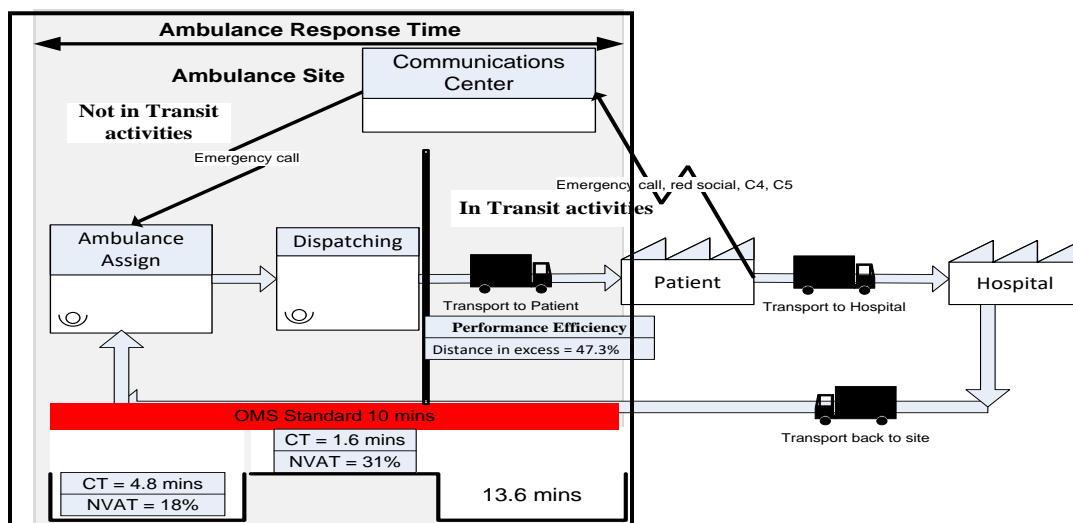 Ambulance Response Time
Ambulance Site
Communications
Center
Not in Transit
activities
Emergency call
Emergency call, red social, C4, C5
In Transit activities
Ambulance
Assign
Dispatching
Transport to Patient
Patient
Transport to Hospital
Hospital
Performance Efficiency
Distance in excess = 47.3%
OMS Standard 10 mins
Transport back to site
CT = 1.6 mins
NVAT = 31%
CT = 4.8 mins
NVAT = 18%
13.6 mins